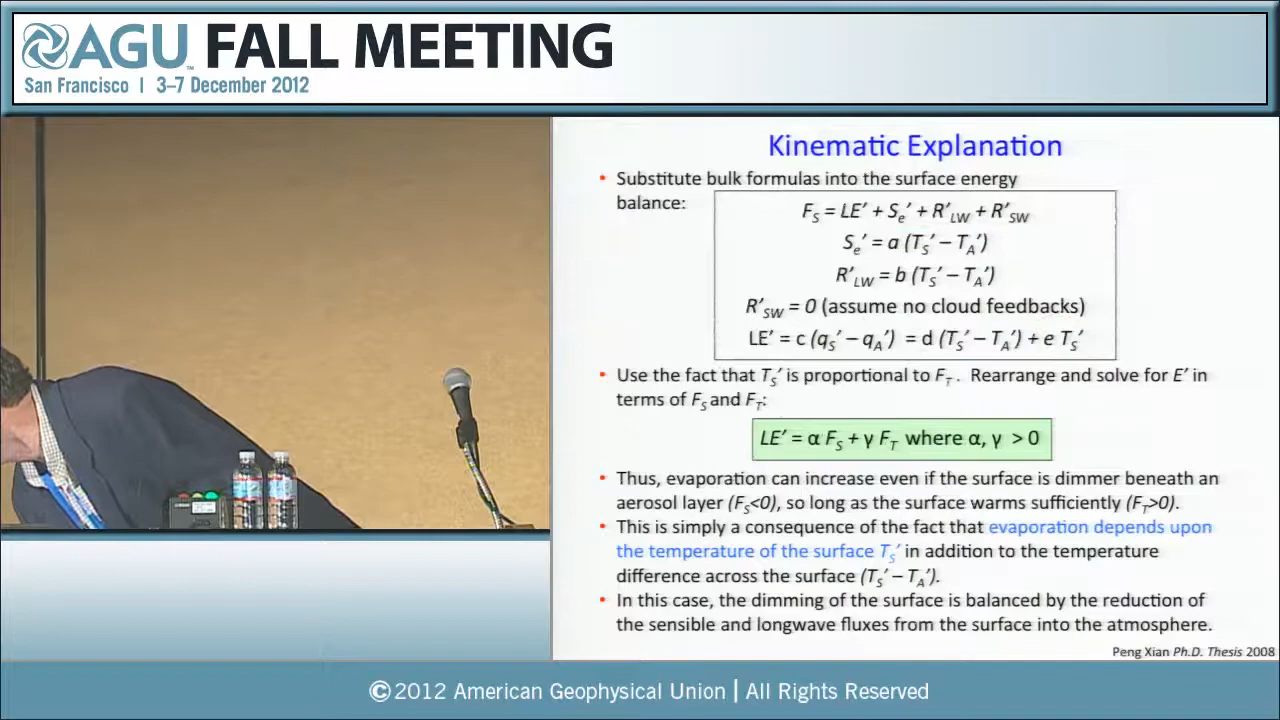 AGU FALL MEETING
San Francisco | 3–7 December 2012
Kinematic Explanation
• Substitute bulk formulas into the surface energy
balance:
F_S = LE' + S_e' + R'_LW + R'_SW
S_e' = a (T_S' – T_A')
R'_LW = b (T_S' – T_A')
R'_SW = 0 (assume no cloud feedbacks)
LE' = c (q_S' – q_A') = d (T_S' – T_A') + e T_S'
• Use the fact that T_S' is proportional to F_T . Rearrange and solve for E' in
terms of F_S and F_T:
LE' = α F_S + γ F_T where α, γ > 0
• Thus, evaporation can increase even if the surface is dimmer beneath an
aerosol layer (F_S<0), so long as the surface warms sufficiently (F_T>0).
• This is simply a consequence of the fact that evaporation depends upon
the temperature of the surface T_S' in addition to the temperature
difference across the surface (T_S' – T_A').
• In this case, the dimming of the surface is balanced by the reduction of
the sensible and longwave fluxes from the surface into the atmosphere.
Peng Xian Ph.D. Thesis 2008
©2012 American Geophysical Union | All Rights Reserved